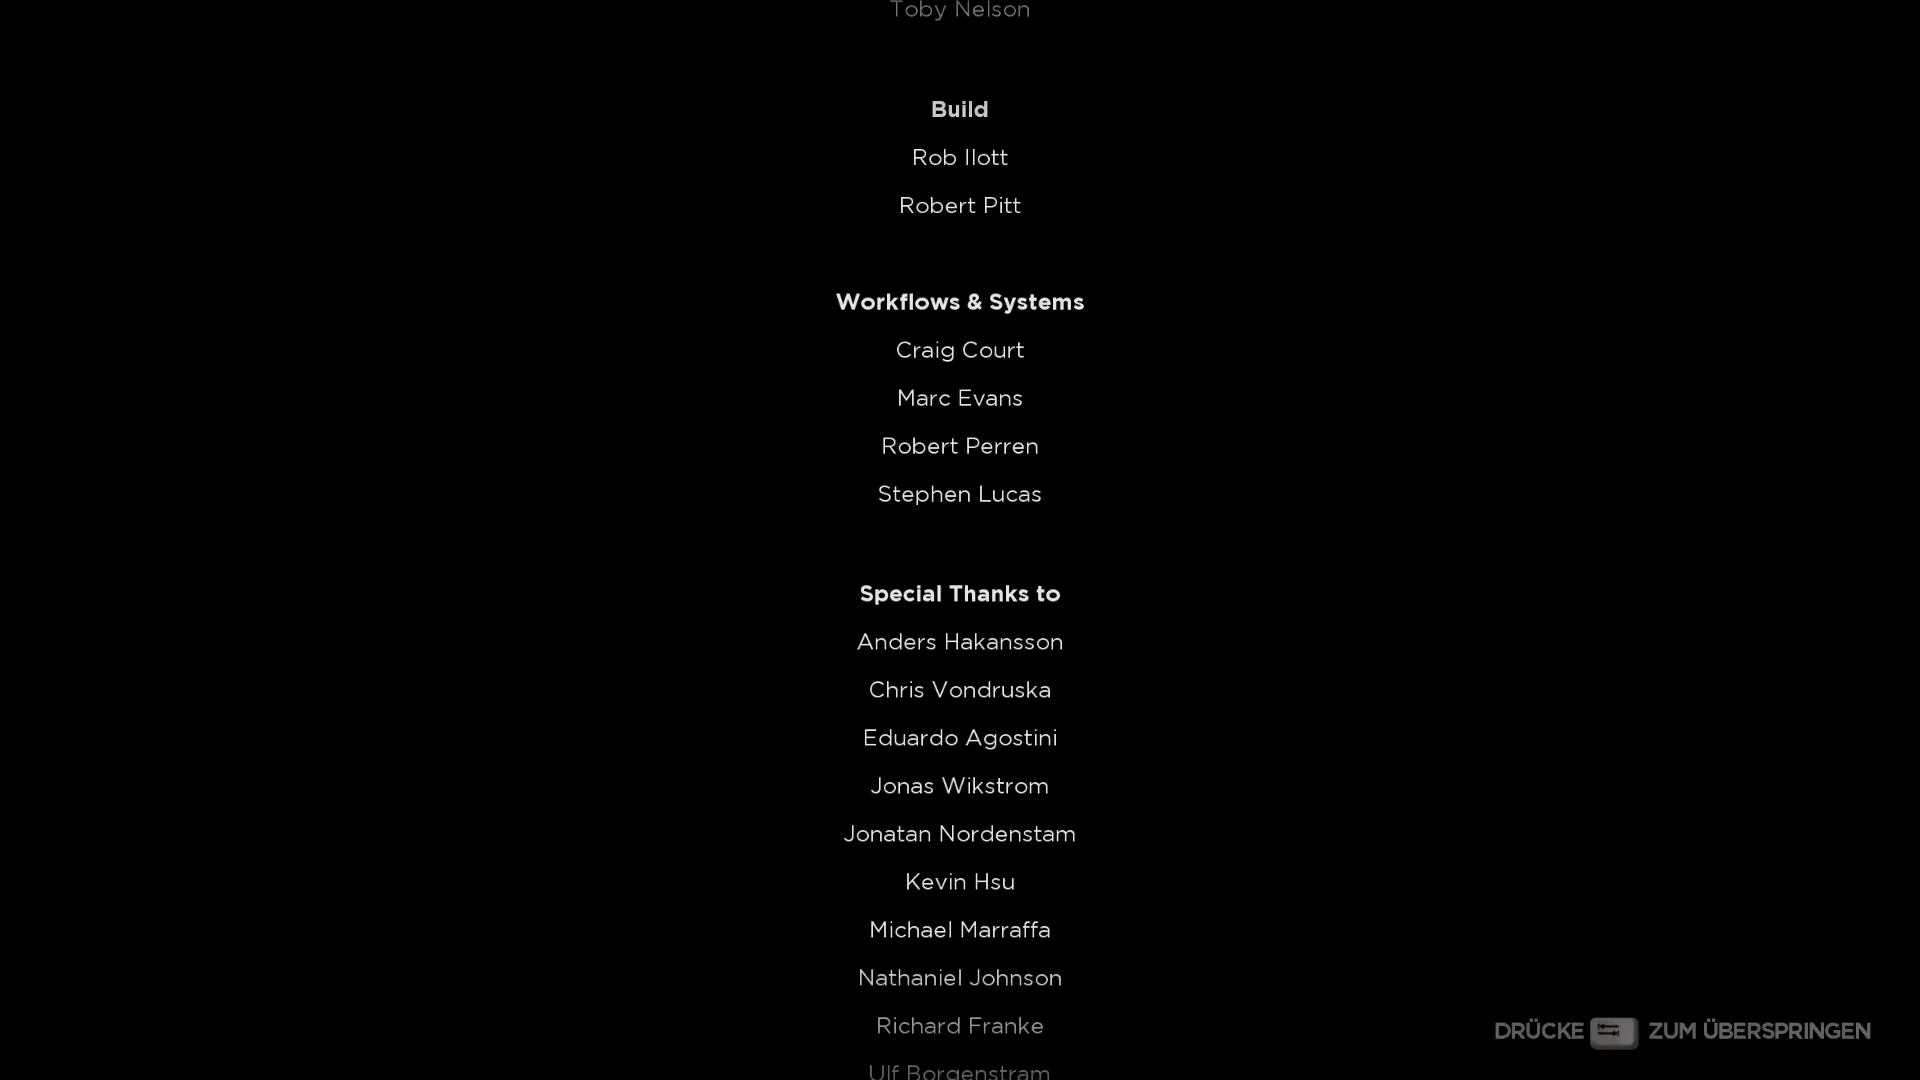 Toby Nelson
Build
Rob Ilott
Robert Pitt
Workflows & Systems
Craig Court
Marc Evans
Robert Perren
Stephen Lucas
Special Thanks to
Anders Hakansson
Chris Vondruska
Eduardo Agostini
Jonas Wikstrom
Jonatan Nordenstam
Kevin Hsu
Michael Marraffa
Nathaniel Johnson
Richard Franke
DRÜCKE ZUM ÜBERSPRINGEN
Ulf Borgenstram